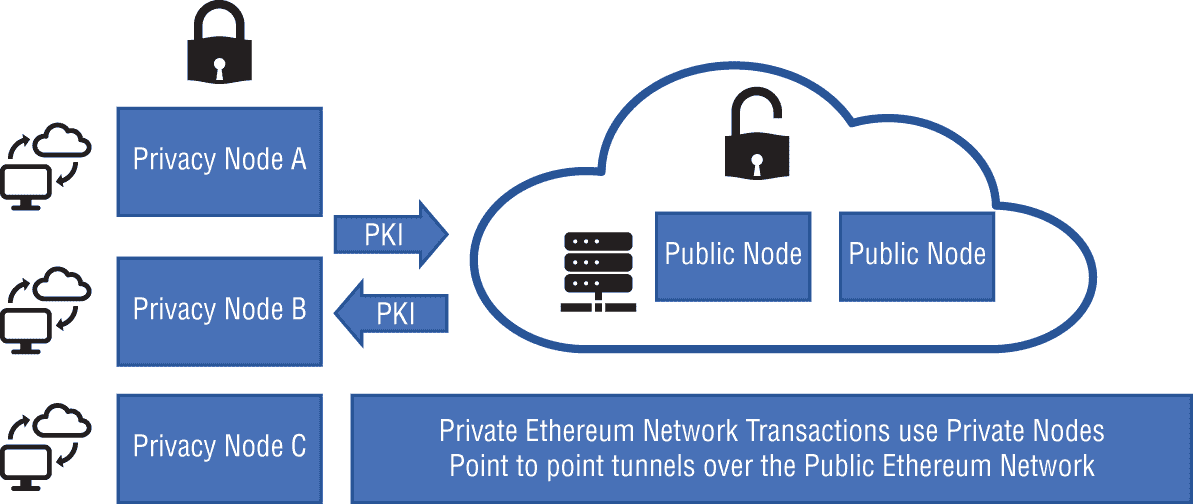 Privacy Node A
PKI
Public Node
Public Node
Privacy Node B
PKI
Privacy Node C
Private Ethereum Network Transactions use Private Nodes
Point to point tunnels over the Public Ethereum Network